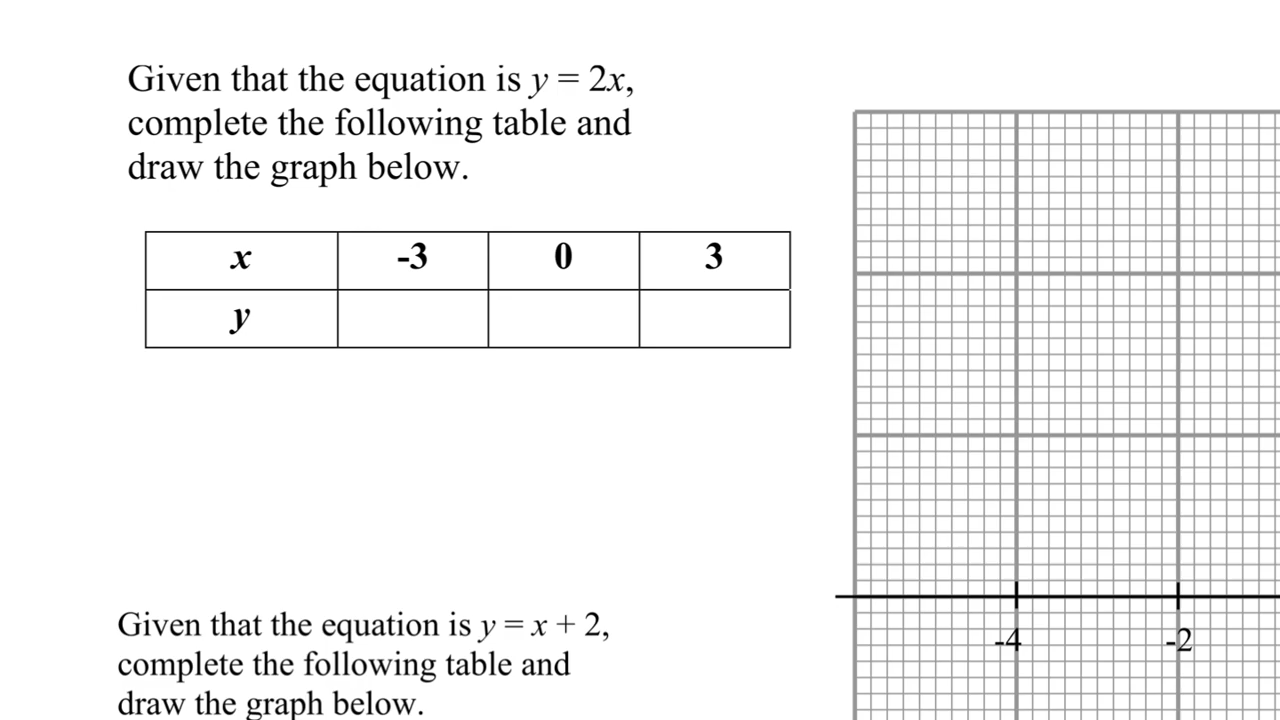 Given that the equation is y = 2x,
complete the following table and
draw the graph below.
x -3 0 3
y
-4 -2
Given that the equation is y = x + 2,
complete the following table and
draw the graph below.